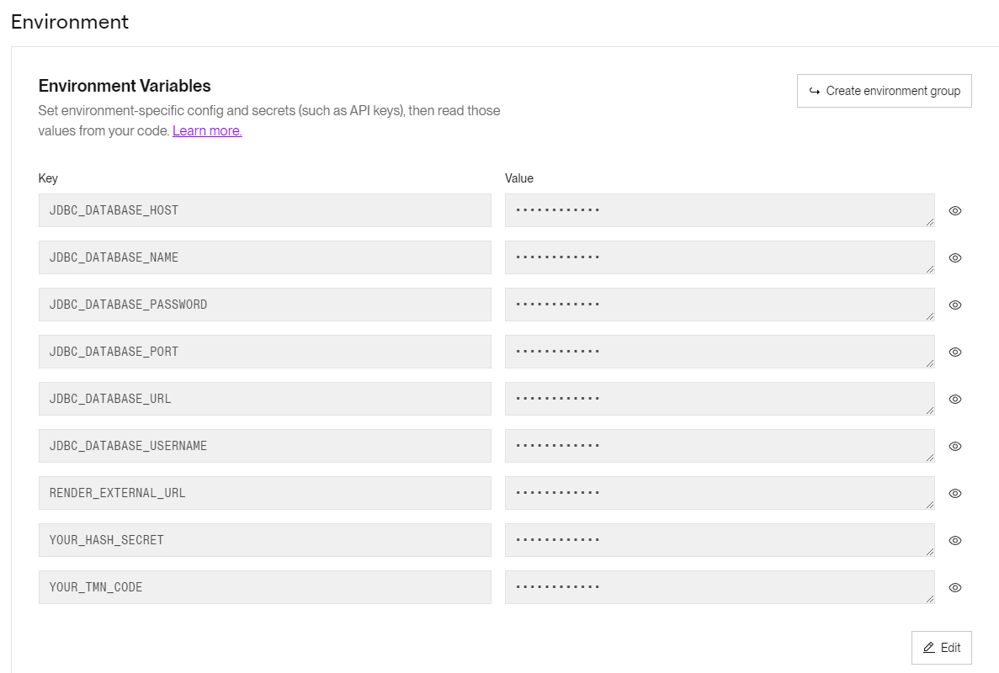 Environment
Environment Variables
Create environment group
Set environment-specific config and secrets (such as API keys), then read those
values from your code. Learn more.
Key Value
JDBC_DATABASE_HOST ············
JDBC_DATABASE_NAME ············
JDBC_DATABASE_PASSWORD ············
JDBC_DATABASE_PORT ············
JDBC_DATABASE_URL ············
JDBC_DATABASE_USERNAME ············
RENDER_EXTERNAL_URL ············
YOUR_HASH_SECRET ············
YOUR_TMN_CODE ············
Edit